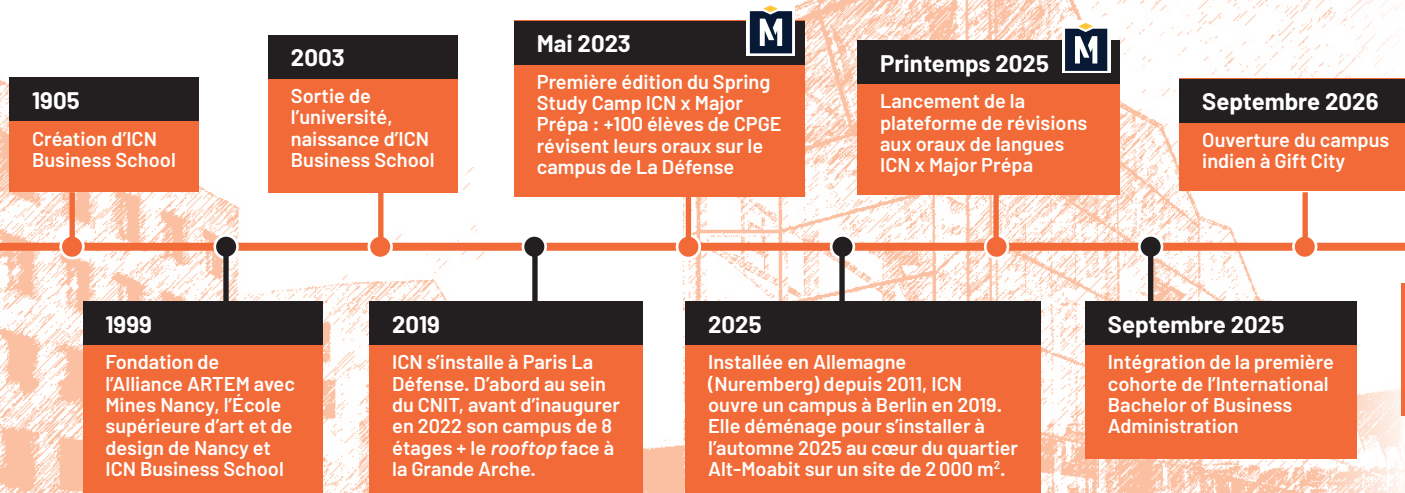 1905
Création d'ICN
Business School
1999
Fondation de
l'Alliance ARTEM avec
Mines Nancy, l'École
supérieure d'art et de
design de Nancy et
ICN Business School
2003
Sortie de
l'université,
naissance d'ICN
Business School
2019
ICN s'installe à Paris La
Défense. D'abord au sein
du CNIT, avant d'inaugurer
en 2022 son campus de 8
étages + le rooftop face à
la Grande Arche.
Mai 2023
M
Première édition du Spring
Study Camp ICN x Major
Prépa : +100 élèves de CPGE
révisent leurs oraux sur le
campus de La Défense
2025
Installée en Allemagne
(Nuremberg) depuis 2011, ICN
ouvre un campus à Berlin en 2019.
Elle déménage pour s'installer à
l'automne 2025 au cœur du quartier
Alt-Moabit sur un site de 2 000 m².
Printemps 2025
M
Lancement de la
plateforme de révisions
aux oraux de langues
ICN x Major Prépa
Septembre 2025
Intégration de la première
cohorte de l'International
Bachelor of Business
Administration
Septembre 2026
Ouverture du campus
indien à Gift City